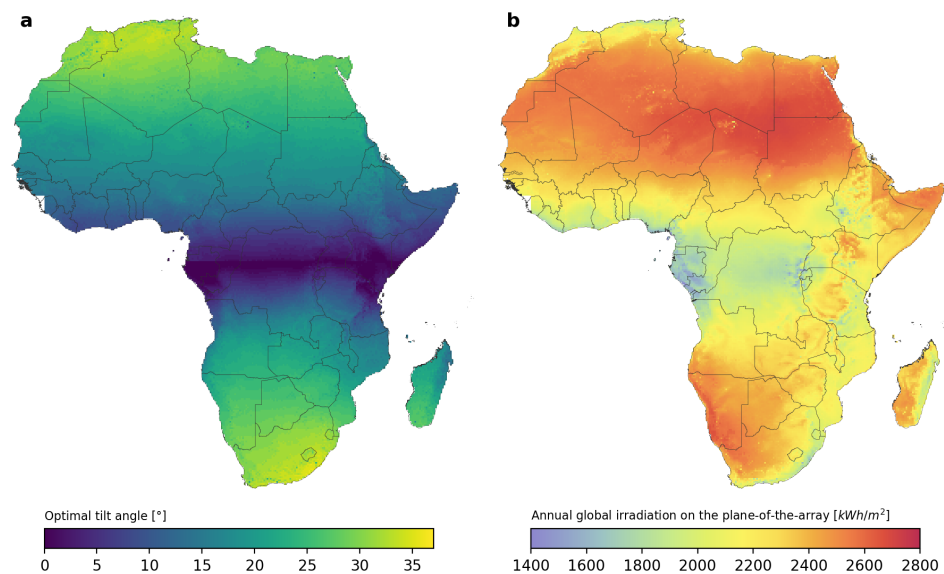 a
b
Optimal tilt angle [°]
0 5 10 15 20 25 30 35
Annual global irradiation on the plane-of-the-array [kWh/m²]
1400 1600 1800 2000 2200 2400 2600 2800